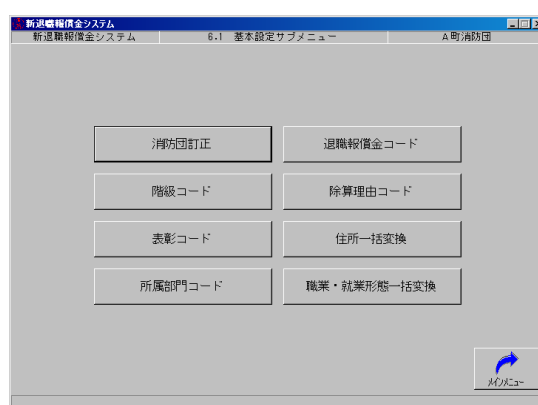 新退職報償金システム
新退職報償金システム 6.1 基本設定サブメニュー A町消防団
消防団訂正 退職報償金コード
階級コード 除算理由コード
表彰コード 住所一括変換
所属部門コード 職業・就業形態一括変換
メインメニュー